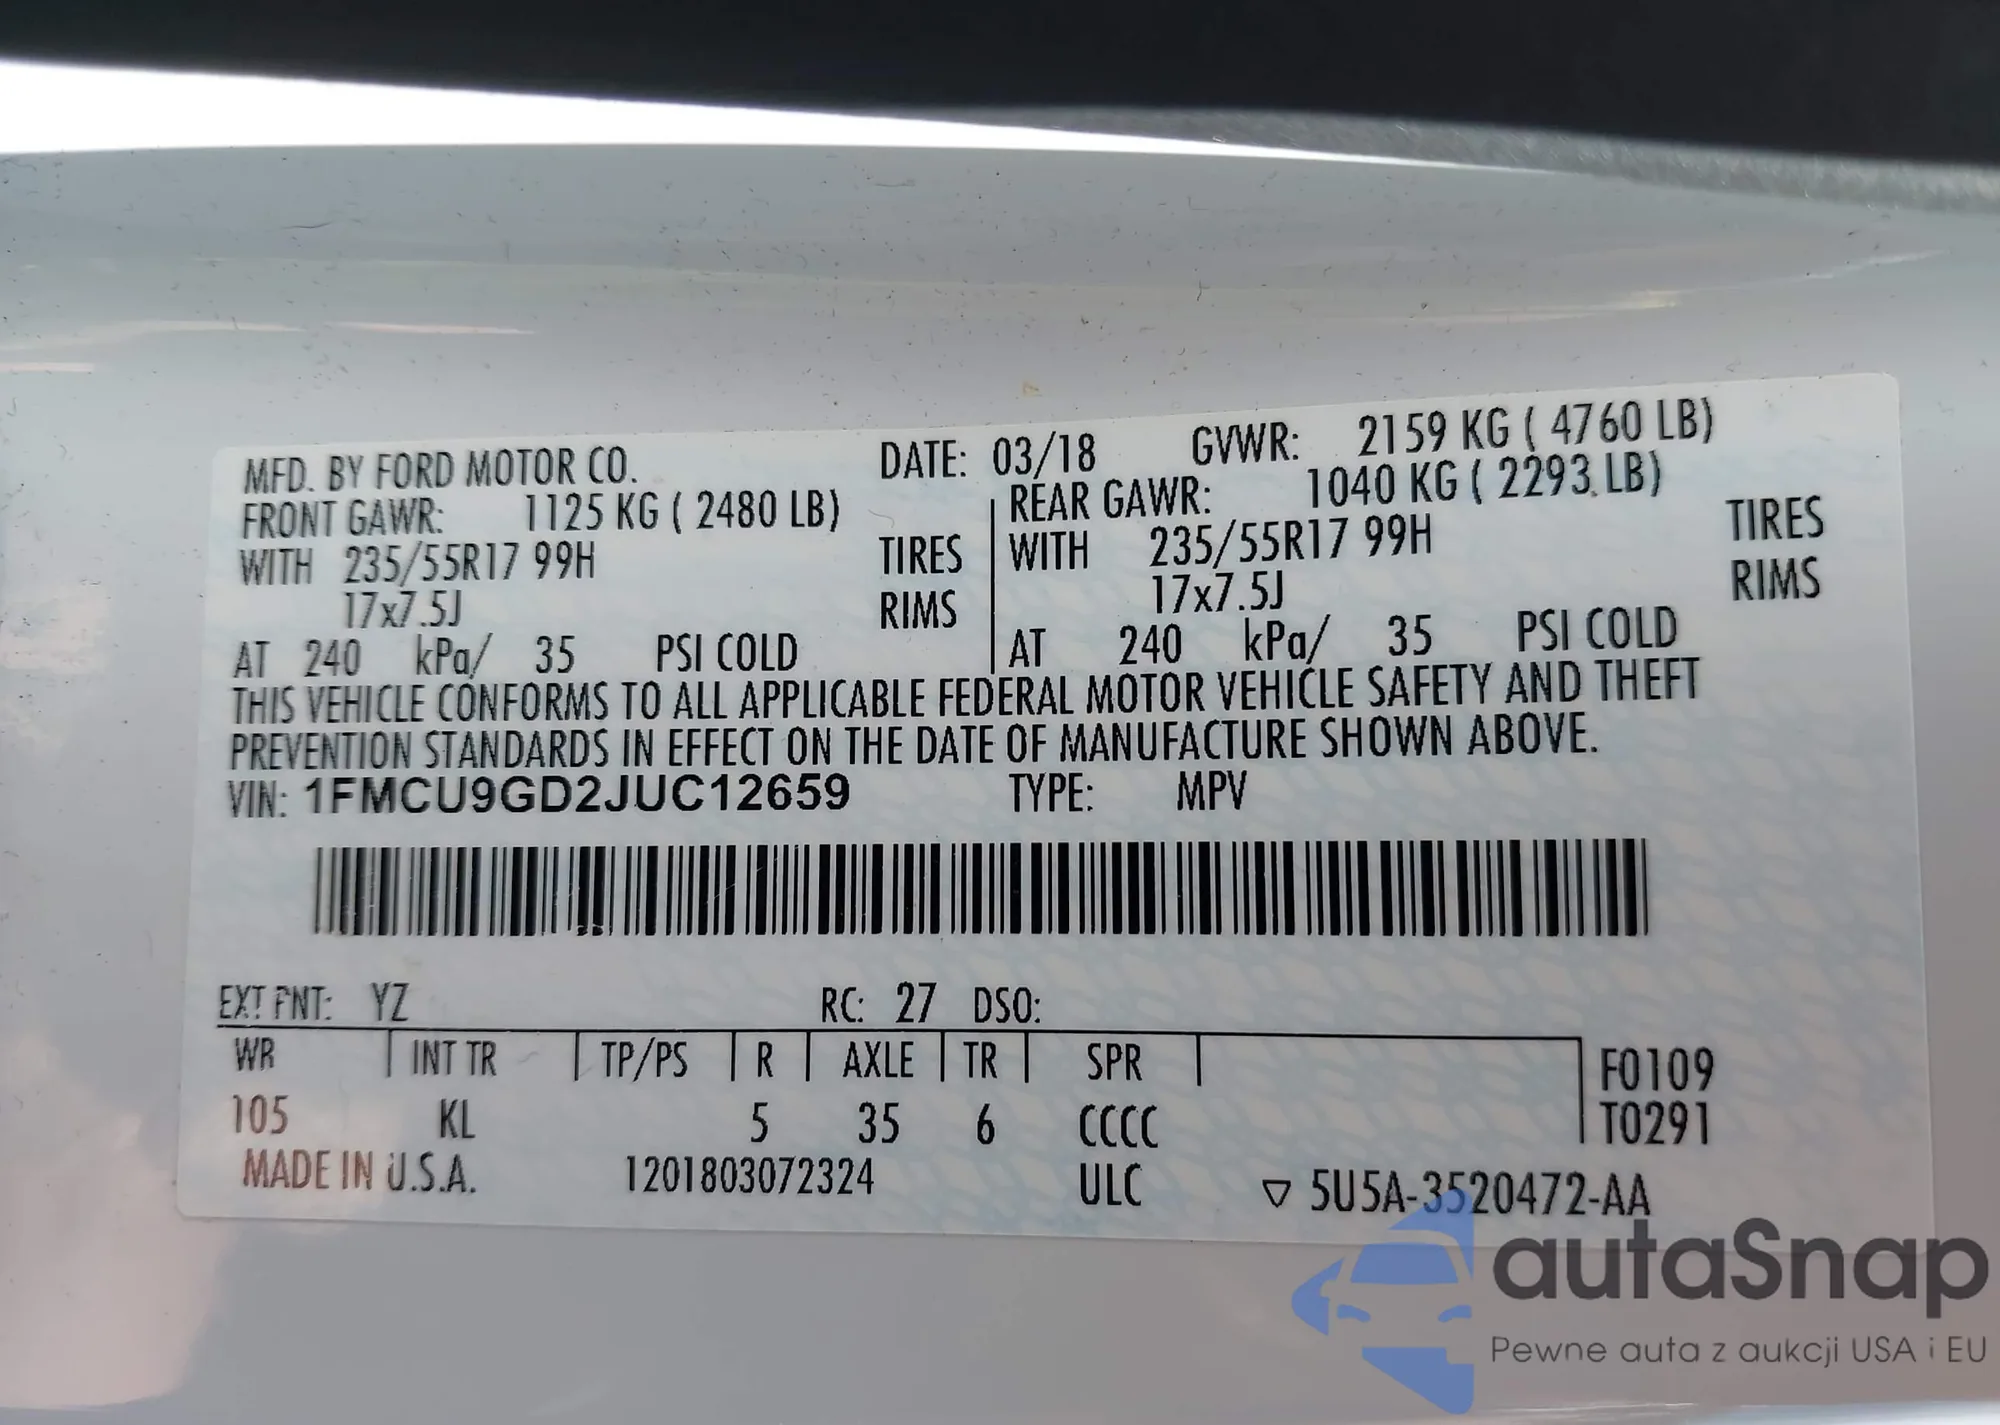 MFD. BY FORD MOTOR CO. DATE: 03/18 GVWR: 2159 KG ( 4760 LB)
FRONT GAWR: 1125 KG ( 2480 LB) REAR GAWR: 1040 KG ( 2293 LB)
WITH 235/55R17 99H TIRES WITH 235/55R17 99H TIRES
17x7.5J RIMS 17x7.5J RIMS
AT 240 kPa/ 35 PSI COLD AT 240 kPa/ 35 PSI COLD
THIS VEHICLE CONFORMS TO ALL APPLICABLE FEDERAL MOTOR VEHICLE SAFETY AND THEFT
PREVENTION STANDARDS IN EFFECT ON THE DATE OF MANUFACTURE SHOWN ABOVE.
VIN: 1FMCU9GD2JUC12659 TYPE: MPV
EXT PNT: YZ RC: 27 DSO:
WR INT TR TP/PS R AXLE TR SPR F0109
105 KL 5 35 6 CCCC T0291
MADE IN U.S.A. 1201803072324 ULC ▽ 5U5A-3520472-AA
autaSnap
Pewne auta z aukcji USA i EU